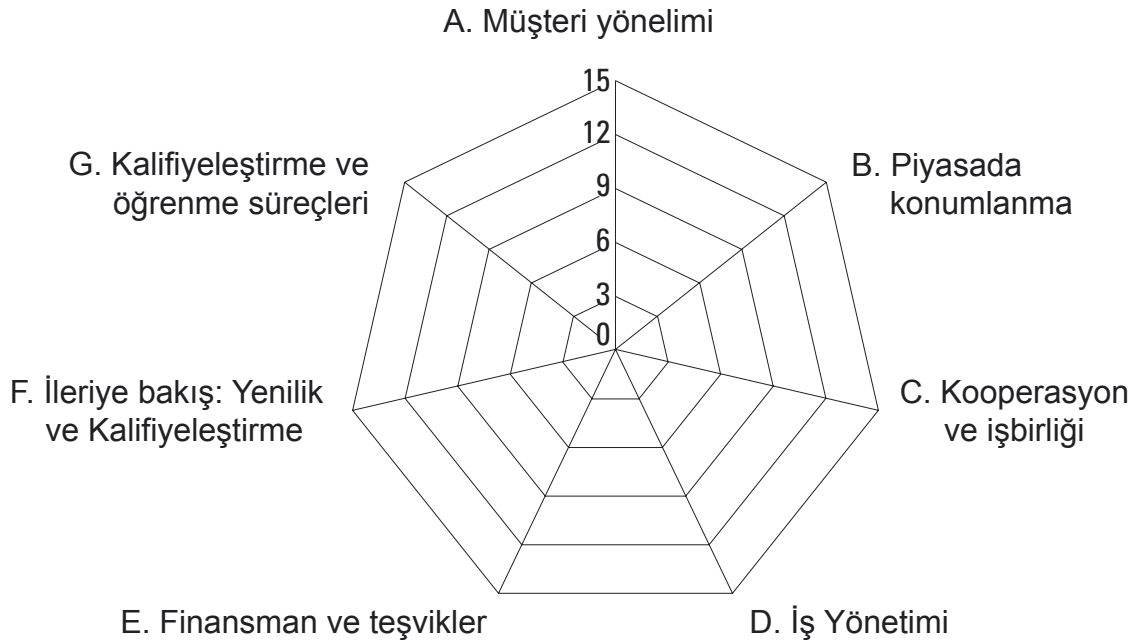 A. Müşteri yönelimi
15
12
9
6
3
0
B. Piyasada
konumlanma
C. Kooperasyon
ve işbirliği
D. İş Yönetimi
E. Finansman ve teşvikler
F. İleriye bakış: Yenilik
ve Kalifiyeleştirme
G. Kalifiyeleştirme ve
öğrenme süreçleri